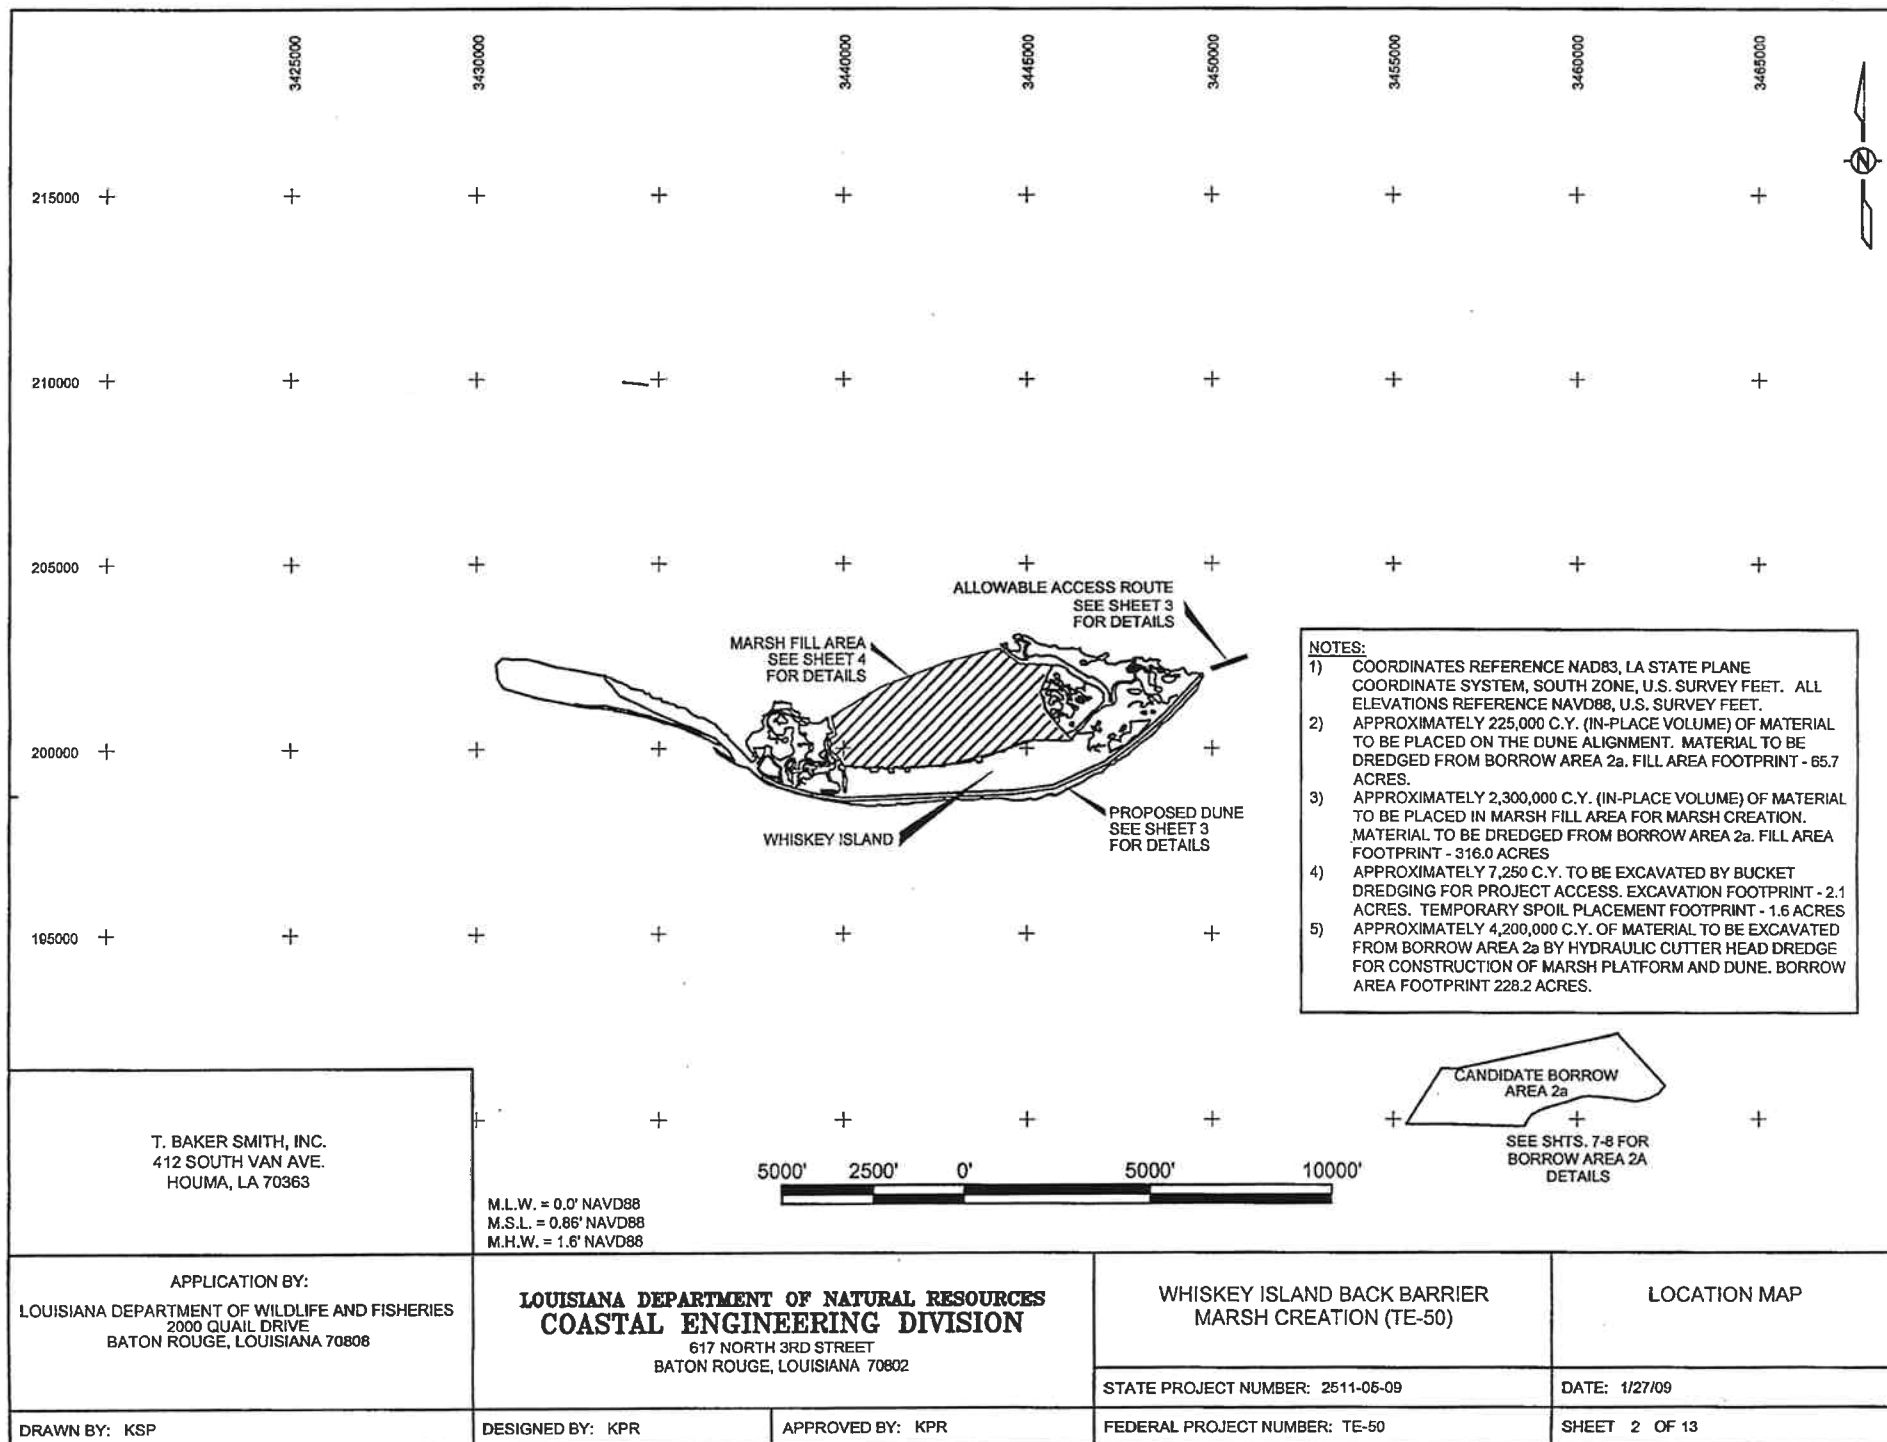 3425000
3430000
3440000
3445000
3450000
3455000
3460000
3465000
N
215000
210000
205000
200000
195000
ALLOWABLE ACCESS ROUTE
SEE SHEET 3
FOR DETAILS
MARSH FILL AREA
SEE SHEET 4
FOR DETAILS
WHISKEY ISLAND
PROPOSED DUNE
SEE SHEET 3
FOR DETAILS
NOTES:
1) COORDINATES REFERENCE NAD83, LA STATE PLANE
COORDINATE SYSTEM, SOUTH ZONE, U.S. SURVEY FEET. ALL
ELEVATIONS REFERENCE NAVD88, U.S. SURVEY FEET.
2) APPROXIMATELY 225,000 C.Y. (IN-PLACE VOLUME) OF MATERIAL
TO BE PLACED ON THE DUNE ALIGNMENT. MATERIAL TO BE
DREDGED FROM BORROW AREA 2a. FILL AREA FOOTPRINT - 65.7
ACRES.
3) APPROXIMATELY 2,300,000 C.Y. (IN-PLACE VOLUME) OF MATERIAL
TO BE PLACED IN MARSH FILL AREA FOR MARSH CREATION.
MATERIAL TO BE DREDGED FROM BORROW AREA 2a. FILL AREA
FOOTPRINT - 316.0 ACRES
4) APPROXIMATELY 7,250 C.Y. TO BE EXCAVATED BY BUCKET
DREDGING FOR PROJECT ACCESS. EXCAVATION FOOTPRINT - 2.1
ACRES. TEMPORARY SPOIL PLACEMENT FOOTPRINT - 1.6 ACRES
5) APPROXIMATELY 4,200,000 C.Y. OF MATERIAL TO BE EXCAVATED
FROM BORROW AREA 2a BY HYDRAULIC CUTTER HEAD DREDGE
FOR CONSTRUCTION OF MARSH PLATFORM AND DUNE. BORROW
AREA FOOTPRINT 228.2 ACRES.
CANDIDATE BORROW
AREA 2a
SEE SHTS. 7-8 FOR
BORROW AREA 2A
DETAILS
T. BAKER SMITH, INC.
412 SOUTH VAN AVE.
HOUMA, LA 70363
M.L.W. = 0.0' NAVD88
M.S.L. = 0.86' NAVD88
M.H.W. = 1.6' NAVD88
5000' 2500' 0' 5000' 10000'
APPLICATION BY:
LOUISIANA DEPARTMENT OF WILDLIFE AND FISHERIES
2000 QUAIL DRIVE
BATON ROUGE, LOUISIANA 70808
LOUISIANA DEPARTMENT OF NATURAL RESOURCES
COASTAL ENGINEERING DIVISION
617 NORTH 3RD STREET
BATON ROUGE, LOUISIANA 70802
WHISKEY ISLAND BACK BARRIER
MARSH CREATION (TE-50)
LOCATION MAP
STATE PROJECT NUMBER: 2511-05-09
DATE: 1/27/09
DRAWN BY: KSP
DESIGNED BY: KPR
APPROVED BY: KPR
FEDERAL PROJECT NUMBER: TE-50
SHEET 2 OF 13